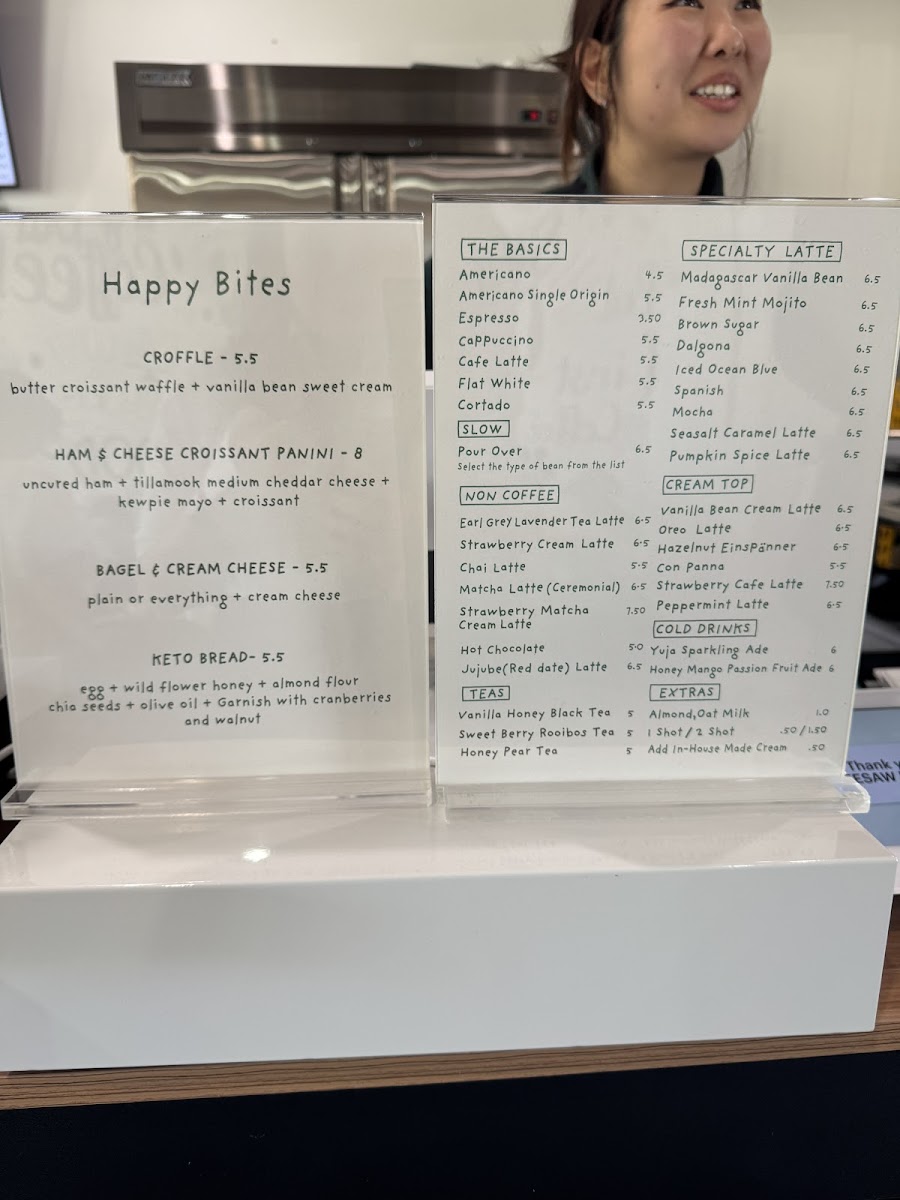 Happy Bites
CROFFLE - 5.5
butter croissant waffle + vanilla bean sweet cream
HAM $ CHEESE CROISSANT PANINI - 8
uncured ham + tillamook medium cheddar cheese +
kewpie mayo + croissant
BAGEL & CREAM CHEESE - 5.5
plain or everything + cream cheese
KETO BREAD- 5.5
egg + wild flower honey + almond flour
chia seeds + olive oil + Garnish with cranberries
and walnut
THE BASICS
Americano 4.5
Americano Single Origin 5.5
Espresso 3.50
Cappuccino 5.5
Cafe Latte 5.5
Flat White 5.5
Cortado 5.5
SLOW
Pour Over 6.5
Select the type of bean from the list
NON COFFEE
Earl Grey Lavender Tea Latte 6.5
Strawberry Cream Latte 6.5
Chai Latte 5.5
Matcha Latte (Ceremonial) 6.5
Strawberry Matcha 7.50
Cream Latte
Hot Chocolate 5.0
Jujube(Red date) Latte 6.5
TEAS
Vanilla Honey Black Tea 5
Sweet Berry Rooibos Tea 5
Honey Pear Tea 5
SPECIALTY LATTE
Madagascar Vanilla Bean 6.5
Fresh Mint Mojito 6.5
Brown Sugar 6.5
Dalgona 6.5
Iced Ocean Blue 6.5
Spanish 6.5
Mocha 6.5
Seasalt Caramel Latte 6.5
Pumpkin Spice Latte 6.5
CREAM TOP
Vanilla Bean Cream Latte 6.5
Oreo Latte 6.5
Hazelnut EinsPänner 6.5
Con Panna 5.5
Strawberry Cafe Latte 7.50
Peppermint Latte 6.5
COLD DRINKS
Yuja Sparkling Ade 6
Honey Mango Passion Fruit Ade 6
EXTRAS
Almond,Oat Milk 1.0
1 Shot / 2 Shot .50 / 1.50
Add In-House Made Cream .50
Thank
ESAW